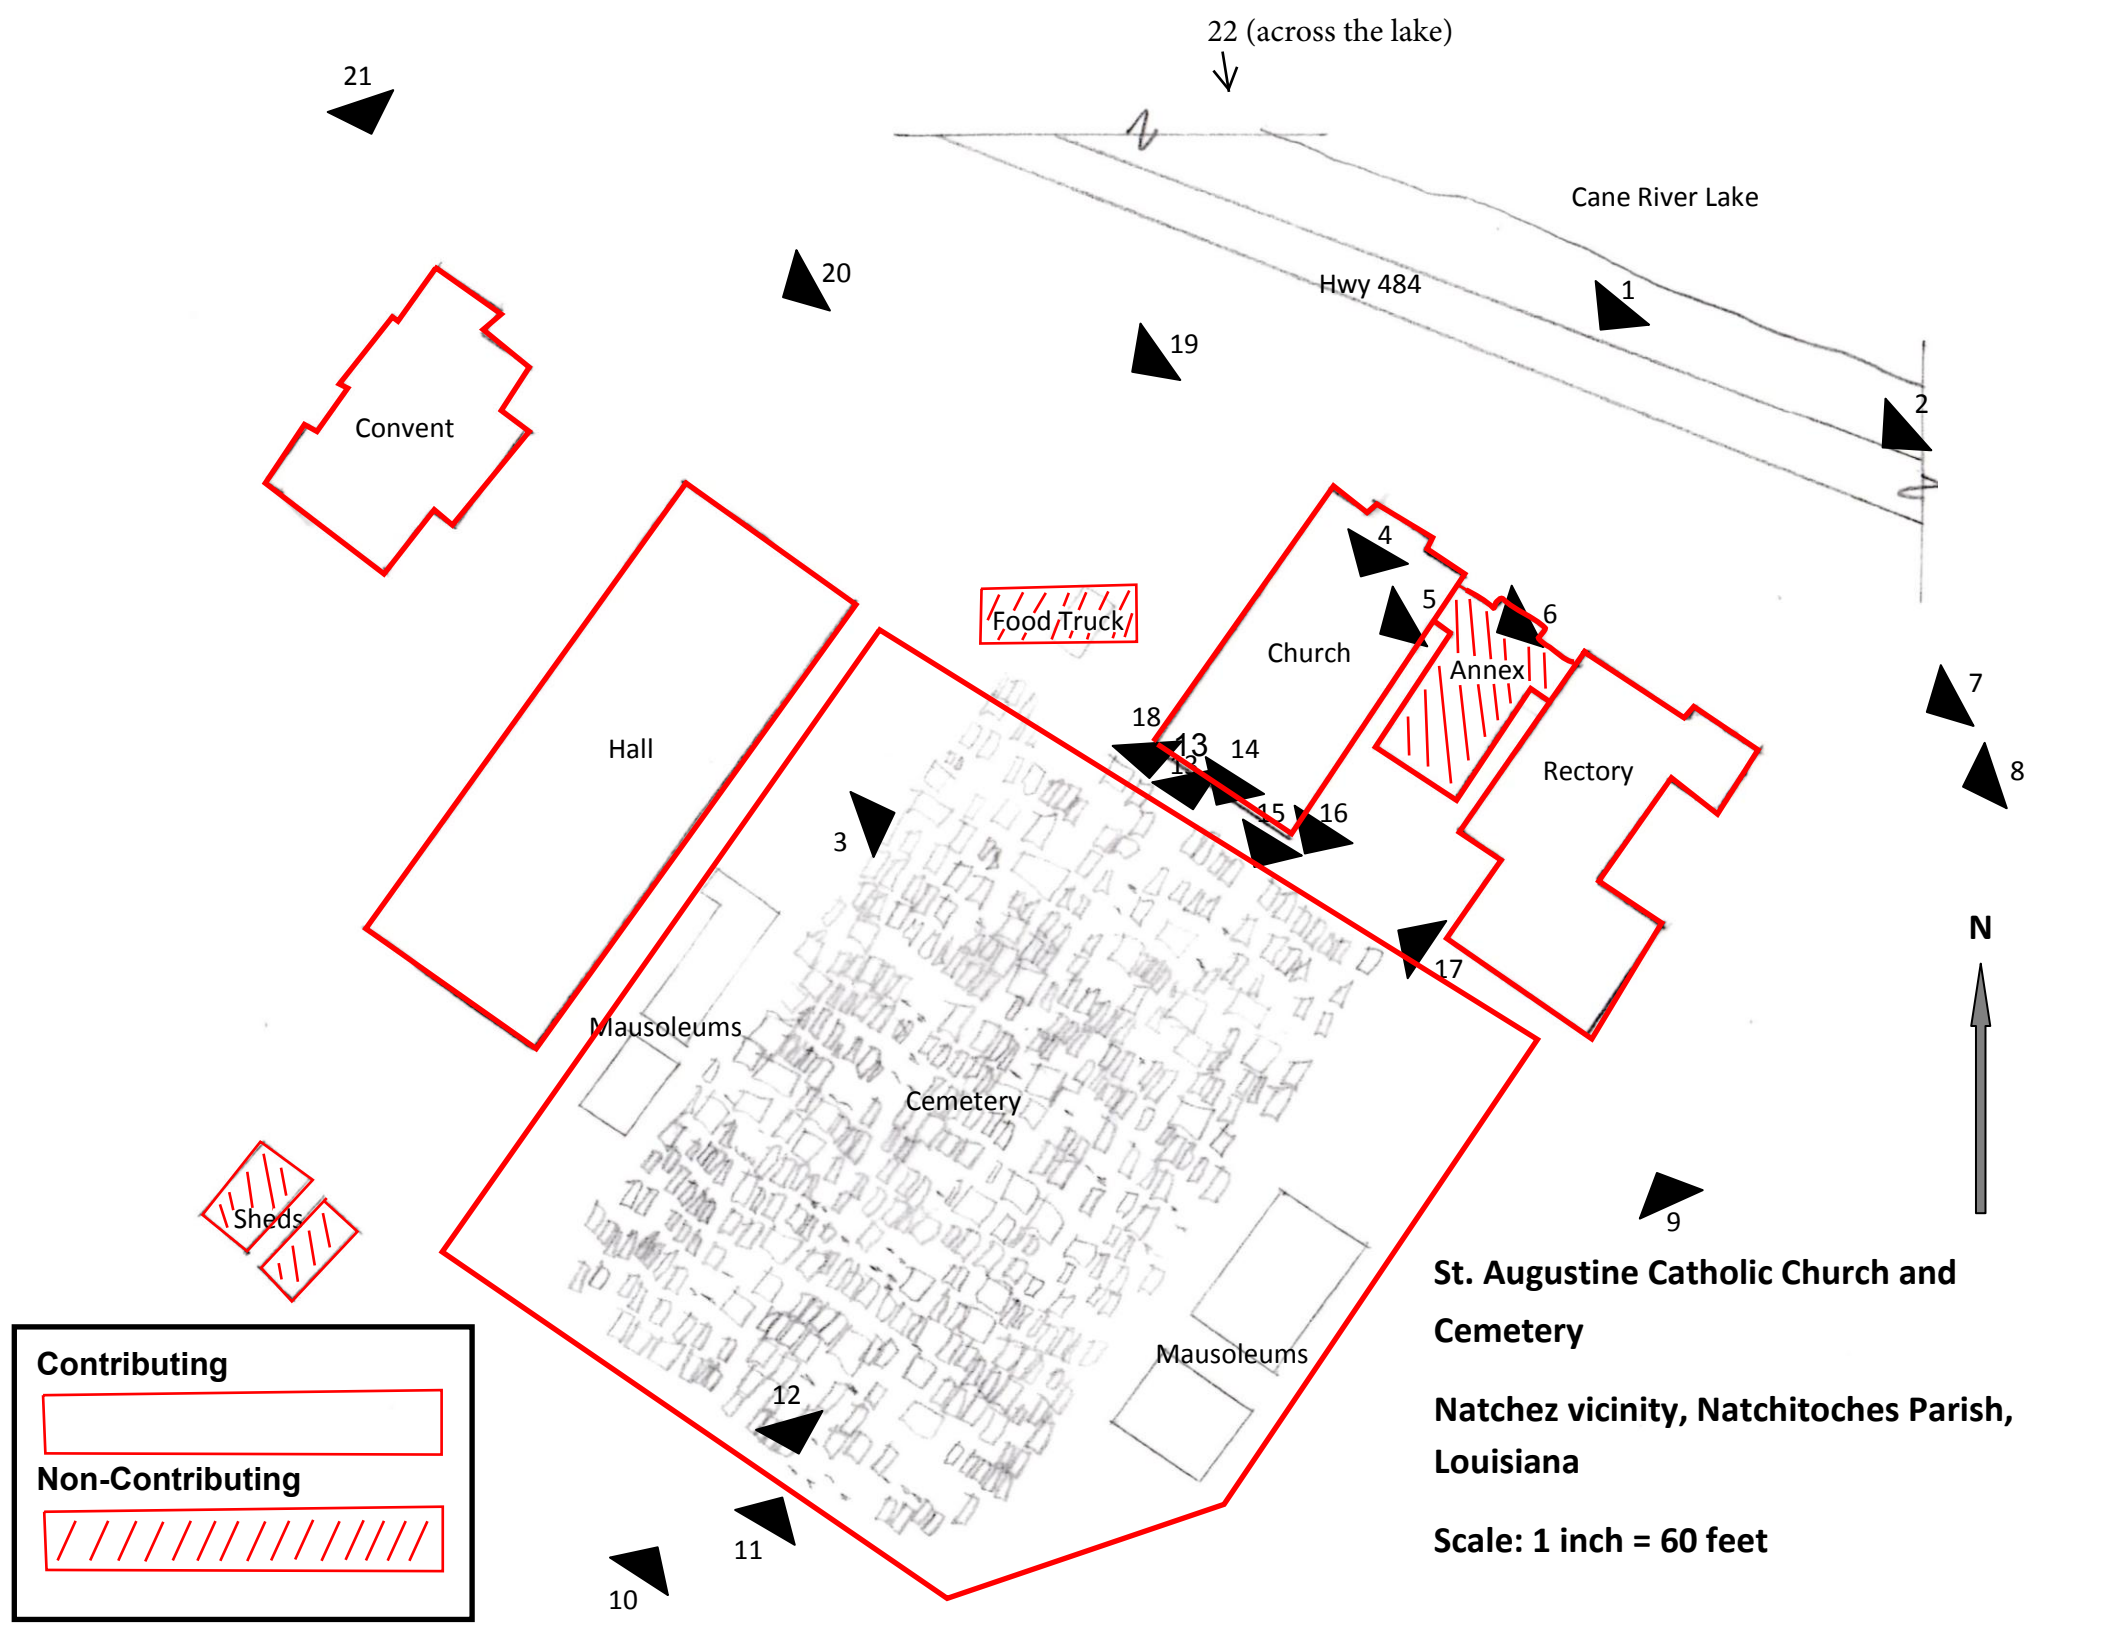 22 (across the lake)
21
N
Cane River Lake
20
Hwy 484
1
19
2
Convent
4
5
6
Food Truck
Church
Annex
7
18
13
14
Hall
13
Rectory
8
15
16
3
N
17
Mausoleums
Cemetery
Sheds
9
St. Augustine Catholic Church and
Cemetery
Mausoleums
Contributing
12
Natchez vicinity, Natchitoches Parish,
Louisiana
Non-Contributing
11
Scale: 1 inch = 60 feet
10